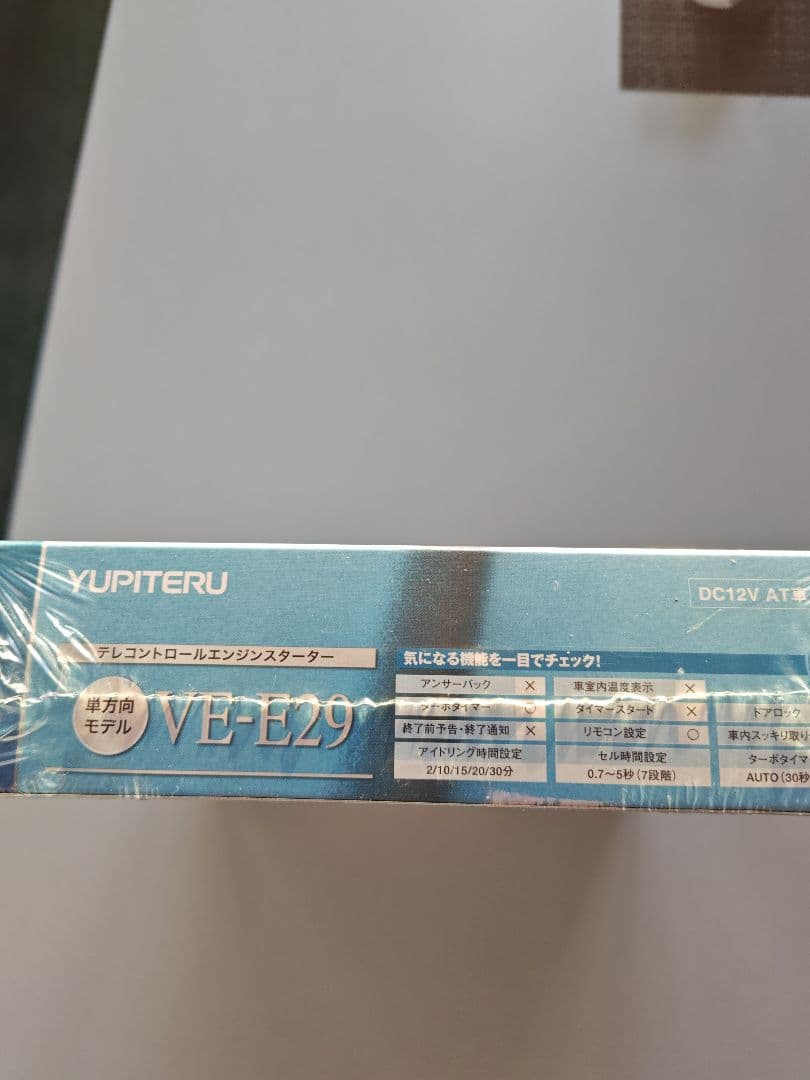 YUPITERU
DC12V AT車
テレコントロールエンジンスターター
気になる機能を一目でチェック!
単方向
モデル
VE-E29
アンサーバック ×
車室内温度表示 ×
ターボタイマー ○
タイマースタート ×
ドアロック
終了前予告・終了通知 ×
リモコン設定 ○
車内スッキリ取り
アイドリング時間設定
セル時間設定
ターボタイマ
2/10/15/20/30分
0.7〜5秒(7段階)
AUTO(30秒